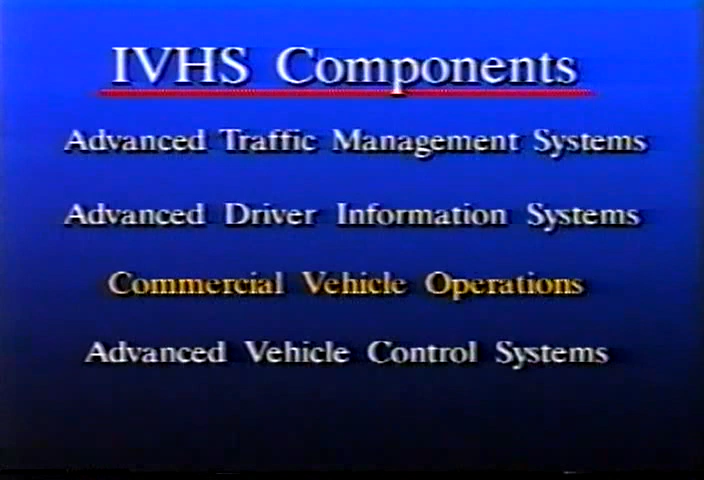 IVHS Components
Advanced Traffic Management Systems
Advanced Driver Information Systems
Commercial Vehicle Operations
Advanced Vehicle Control Systems